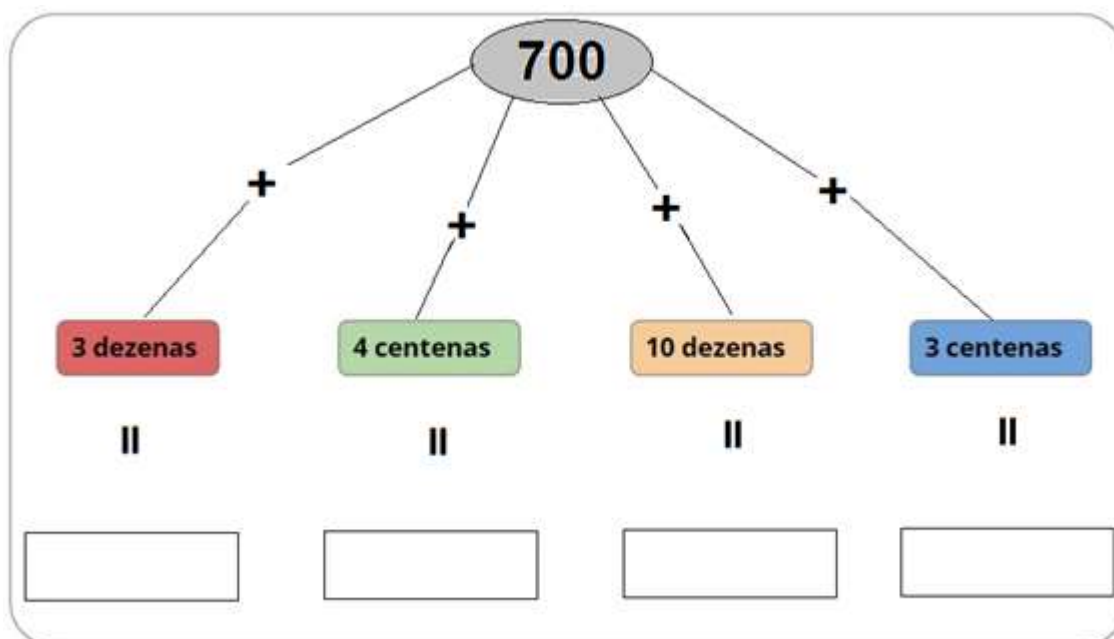 700
+ + + +
3 dezenas 4 centenas 10 dezenas 3 centenas
= = = =